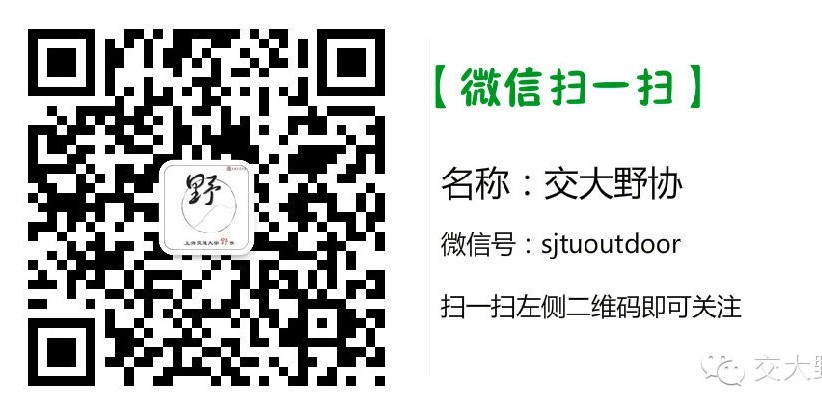 【微信扫一扫】
名称：交大野协
微信号：sjtuoutdoor
扫一扫左侧二维码即可关注
野
上海交通大学野协
交大野